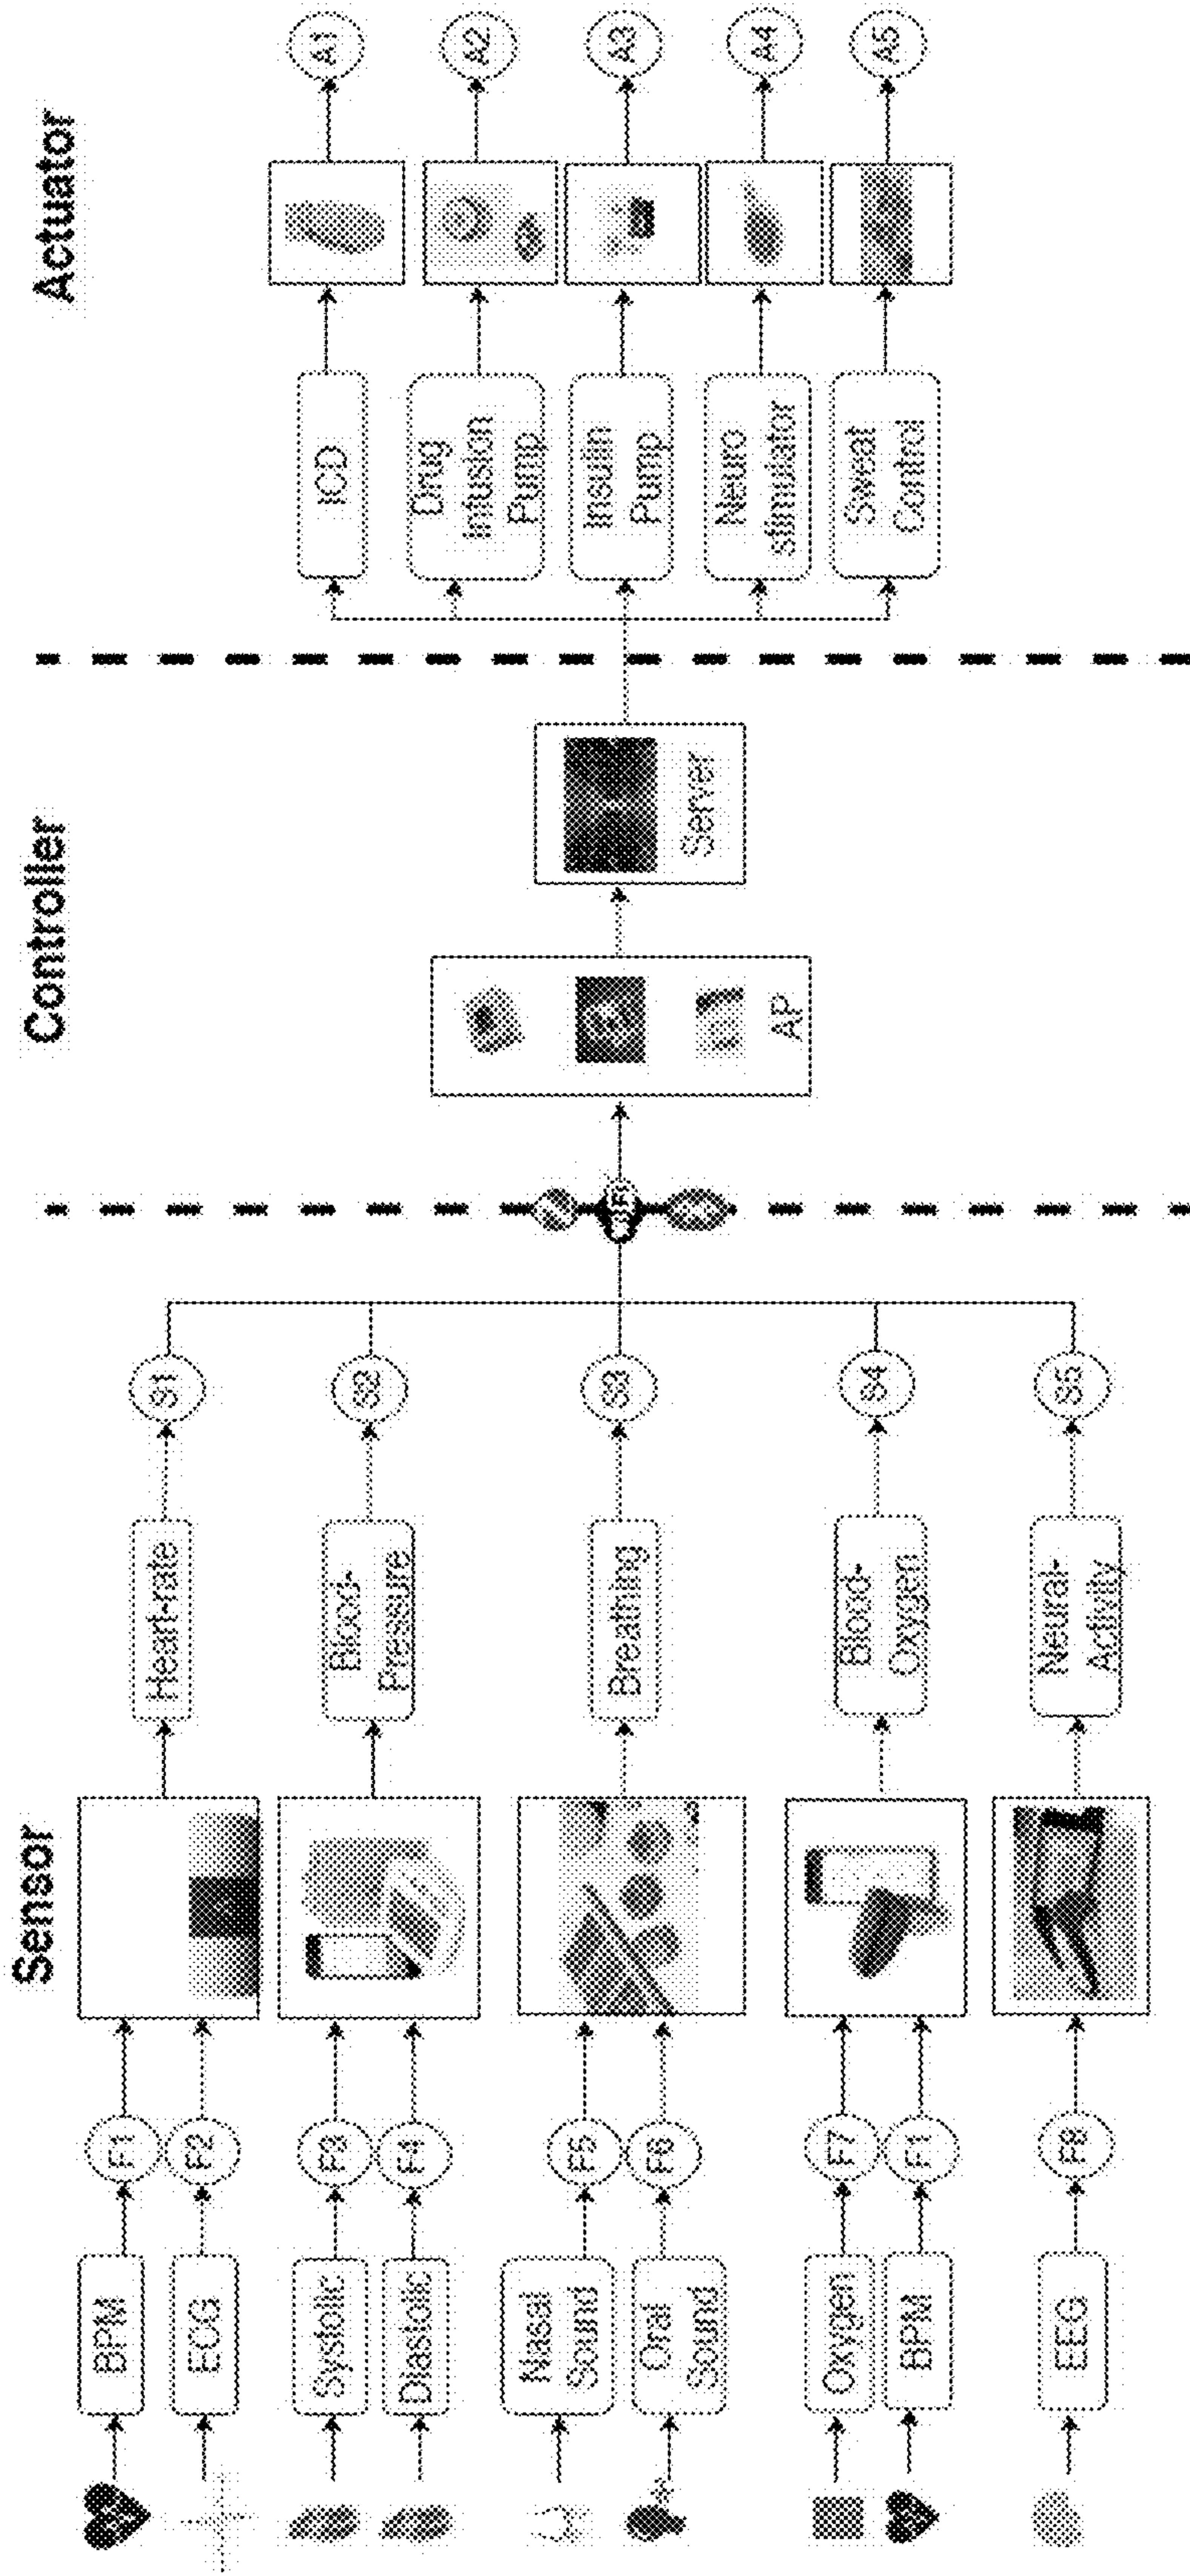 Sensor
Controller
Actuator
BPM
F1
ECG
F2
Heart-rate
S1
Systolic
F3
Diastolic
F4
Blood-
Pressure
S2
Nasal
Sound
F5
Oral
Sound
F6
Breathing
S3
Oxygen
F7
BPM
F1
Blood-
Oxygen
S4
EEG
F8
Neural-
Activity
S5
AP
Server
ICD
A1
Drug
Infusion
Pump
A2
Insulin
Pump
A3
Neuro
stimulator
A4
Sweat
Control
A5